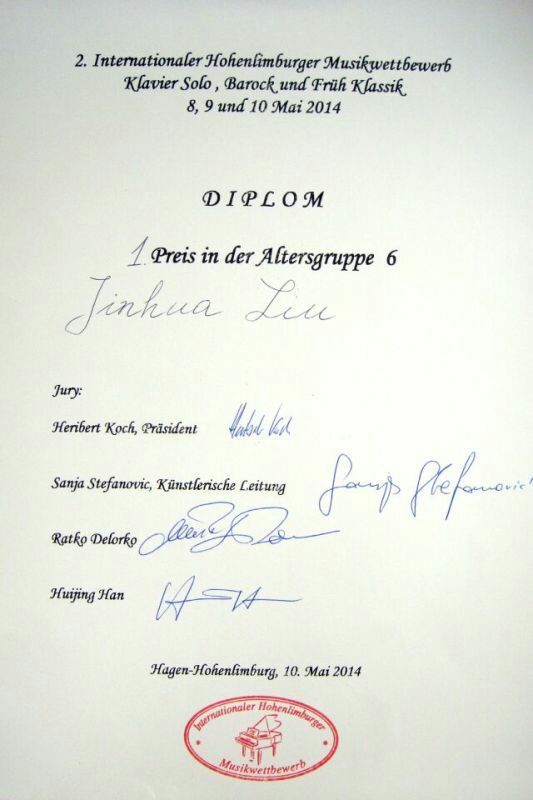 2. Internationaler Hohenlimburger Musikwettbewerb
Klavier Solo , Barock und Früh Klassik
8, 9 und 10 Mai 2014
DIPLOM
1. Preis in der Altersgruppe 6
Jinhua Liu
Jury:
Heribert Koch, Präsident
Sanja Stefanovic, Künstlerische Leitung
Sanja Stefanović
Ratko Delorko
Huijing Han
Hagen-Hohenlimburg, 10. Mai 2014
Internationaler Hohenlimburger
Musikwettbewerb